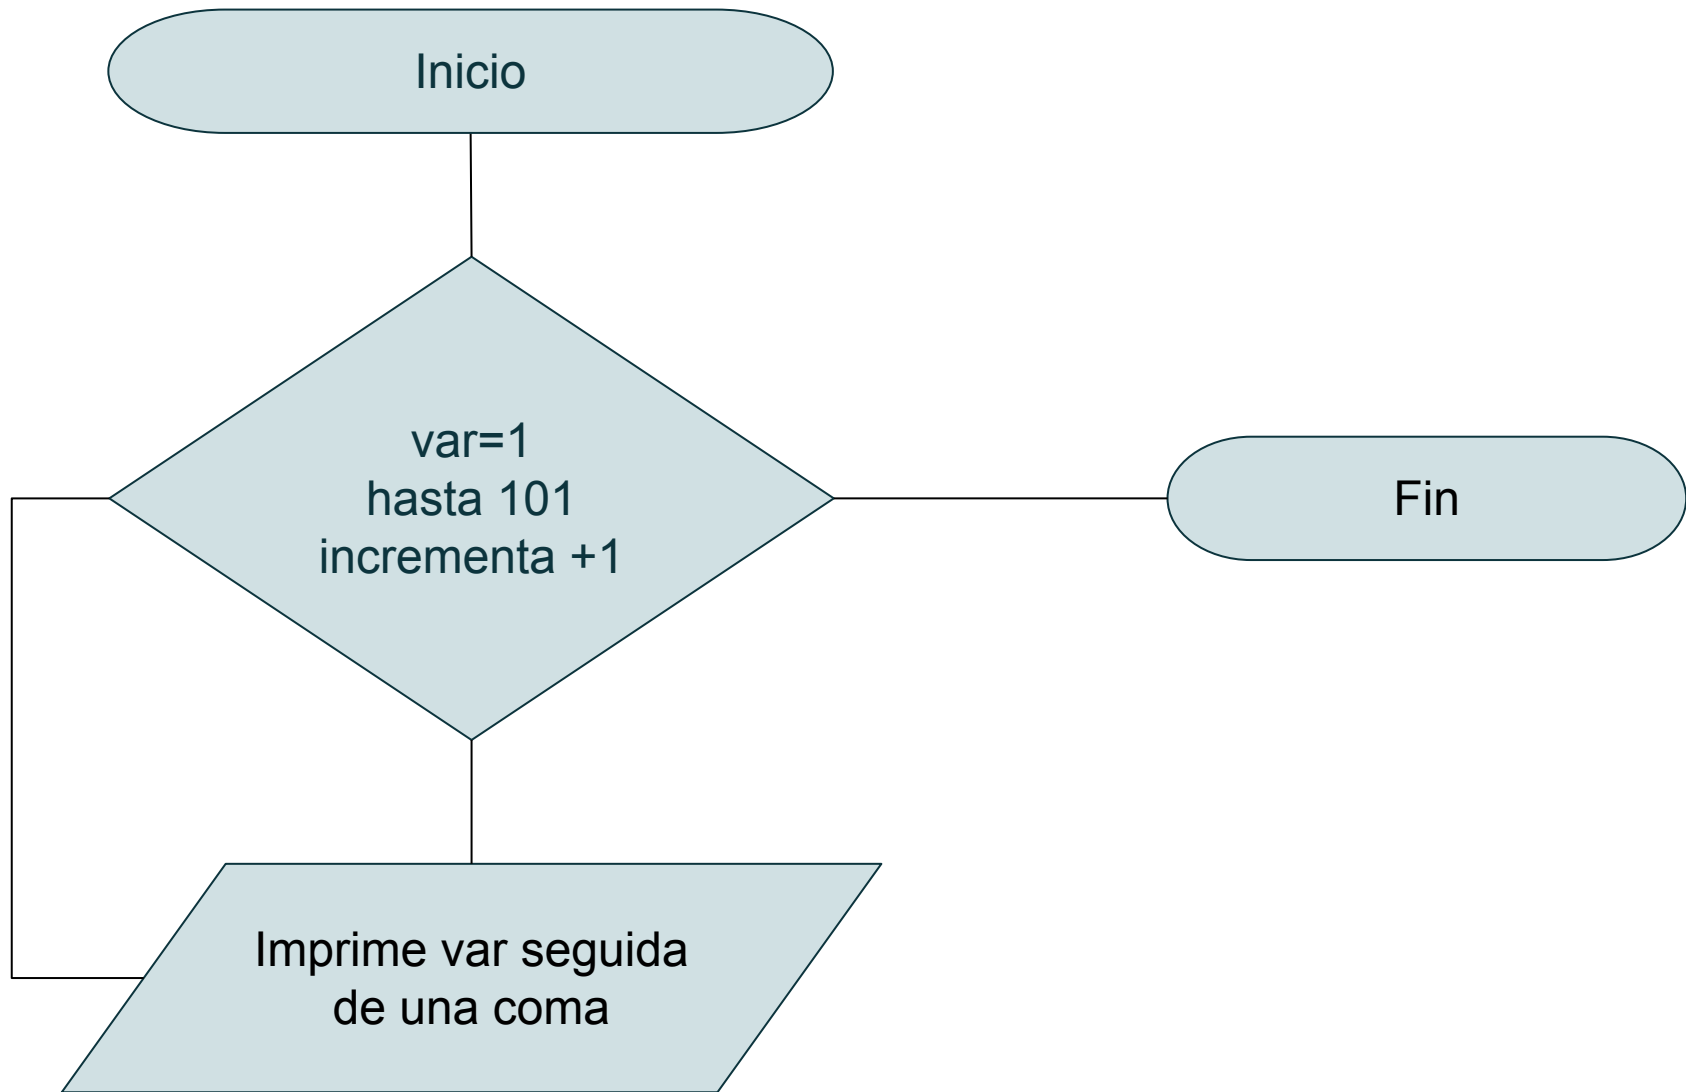 Inicio
var=1
hasta 101
incrementa +1
Fin
Imprime var seguida
de una coma